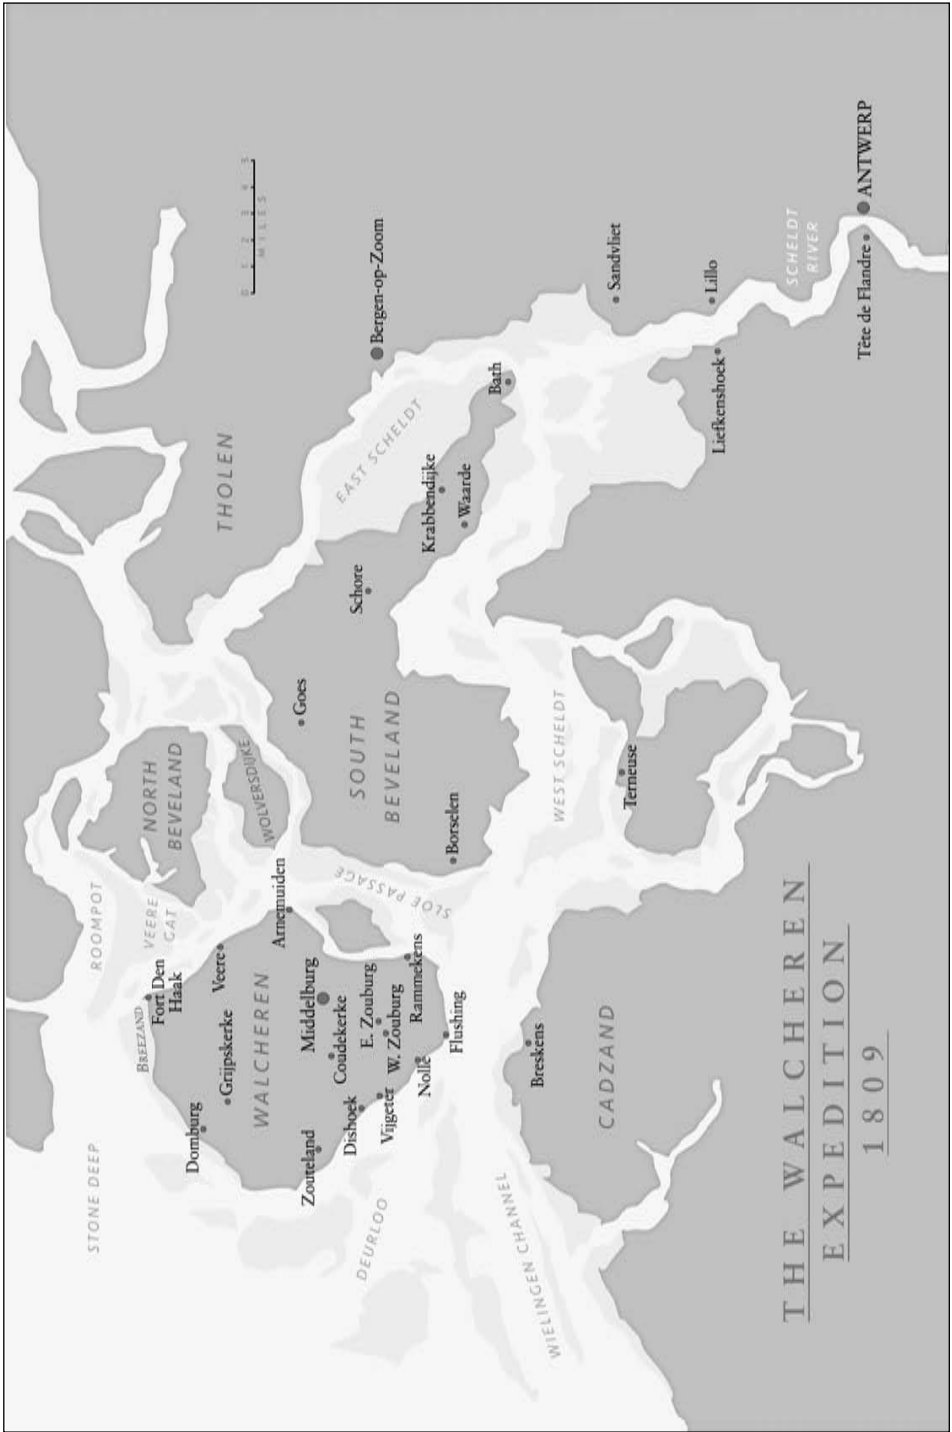 THE WALCHEREN
EXPEDITION
1809
STONE DEEP
ROOMPOT
VEERE
GAT
BREEZAND
Fort Den
Haak
NORTH
BEVELAND
THOLEN
0 1 2 3 4 5
MILES
Domburg
Grijpskerke
Veere
WALCHEREN
Arnemuiden
WOLVERSDIJKE
Goes
Zouteland
Middelburg
Coudekerke
Dishoek
E. Zouburg
Vijgeter
W. Zouburg
Nolle
Rammekens
Flushing
SLOE PASSAGE
SOUTH
BEVELAND
Borselen
Schore
EAST SCHELDT
Bergen-op-Zoom
Krabbendijke
Waarde
Bath
DEURLOO
WIELINGEN CHANNEL
Breskens
CADZAND
WEST SCHELDT
Terneuse
Sandvliet
Lillo
Liefkenshoek
SCHELDT
RIVER
Tête de Flandre
ANTWERP